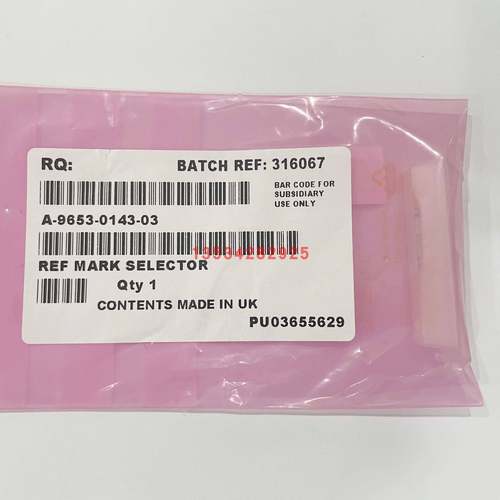 RQ:
BATCH REF: 316067
BAR CODE FOR
SUBSIDIARY
USE ONLY
A-9653-0143-03
13534282925
REF MARK SELECTOR
Qty 1
CONTENTS MADE IN UK
PU03655629